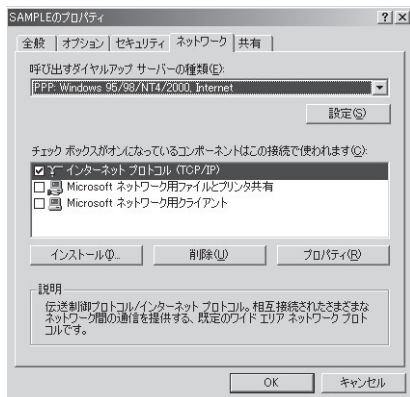 SAMPLEのプロパティ
全般 オプション セキュリティ ネットワーク 共有
呼び出すダイヤルアップ サーバーの種類(E):
PPP: Windows 95/98/NT4/2000, Internet
設定(S)
チェック ボックスがオンになっているコンポーネントはこの接続で使われます(C):
インターネット プロトコル (TCP/IP)
Microsoft ネットワーク用ファイルとプリンタ共有
Microsoft ネットワーク用クライアント
インストール(I)... 削除(U) プロパティ(R)
説明
伝送制御プロトコル/インターネット プロトコル。相互接続されたさまざまな
ネットワーク間の通信を提供する、既定のワイド エリア ネットワーク プロト
コルです。
OK キャンセル